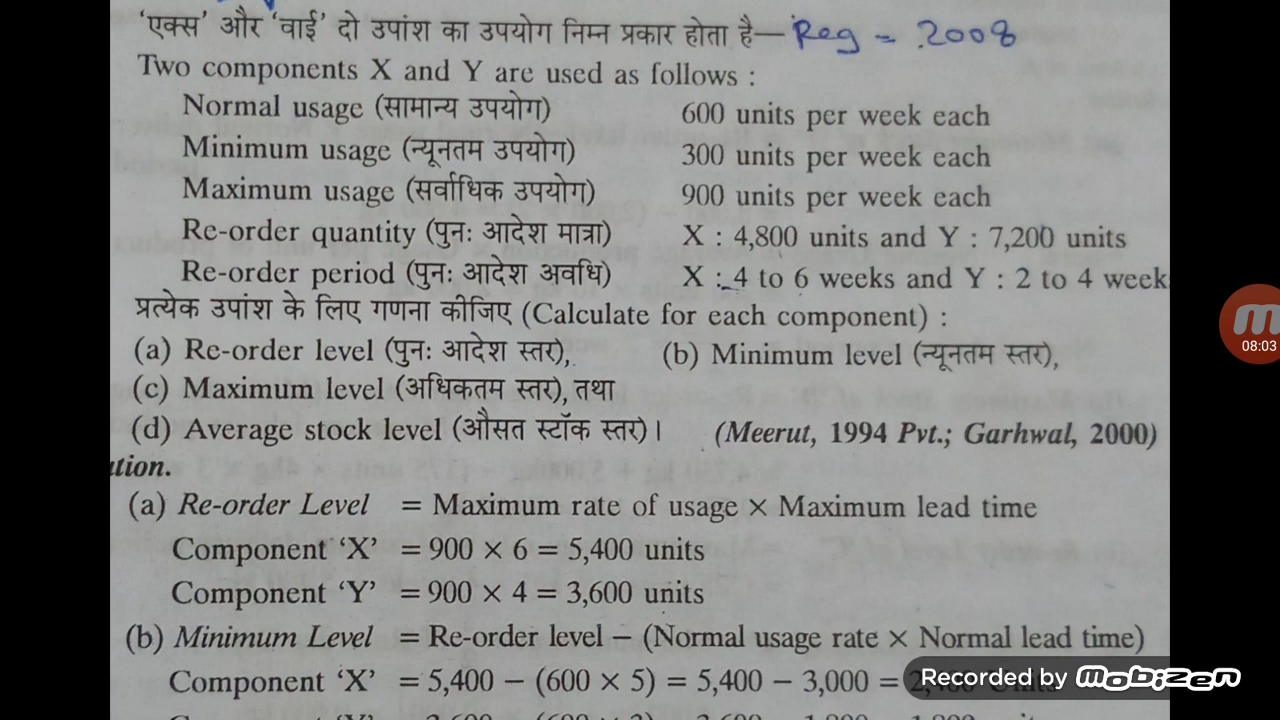 ‘एक्स’ और ‘वाई’ दो उपांश का उपयोग निम्न प्रकार होता है— Reg - 2008
Two components X and Y are used as follows :
Normal usage (सामान्य उपयोग) 600 units per week each
Minimum usage (न्यूनतम उपयोग) 300 units per week each
Maximum usage (सर्वाधिक उपयोग) 900 units per week each
Re-order quantity (पुनः आदेश मात्रा) X : 4,800 units and Y : 7,200 units
Re-order period (पुनः आदेश अवधि) X : 4 to 6 weeks and Y : 2 to 4 week
प्रत्येक उपांश के लिए गणना कीजिए (Calculate for each component) :
(a) Re-order level (पुनः आदेश स्तर), (b) Minimum level (न्यूनतम स्तर),
(c) Maximum level (अधिकतम स्तर), तथा
(d) Average stock level (औसत स्टॉक स्तर)। (Meerut, 1994 Pvt.; Garhwal, 2000)
ution.
(a) Re-order Level = Maximum rate of usage × Maximum lead time
Component ‘X’ = 900 × 6 = 5,400 units
Component ‘Y’ = 900 × 4 = 3,600 units
(b) Minimum Level = Re-order level – (Normal usage rate × Normal lead time)
Component ‘X’ = 5,400 – (600 × 5) = 5,400 – 3,000 =
08:03
Recorded by mobizen